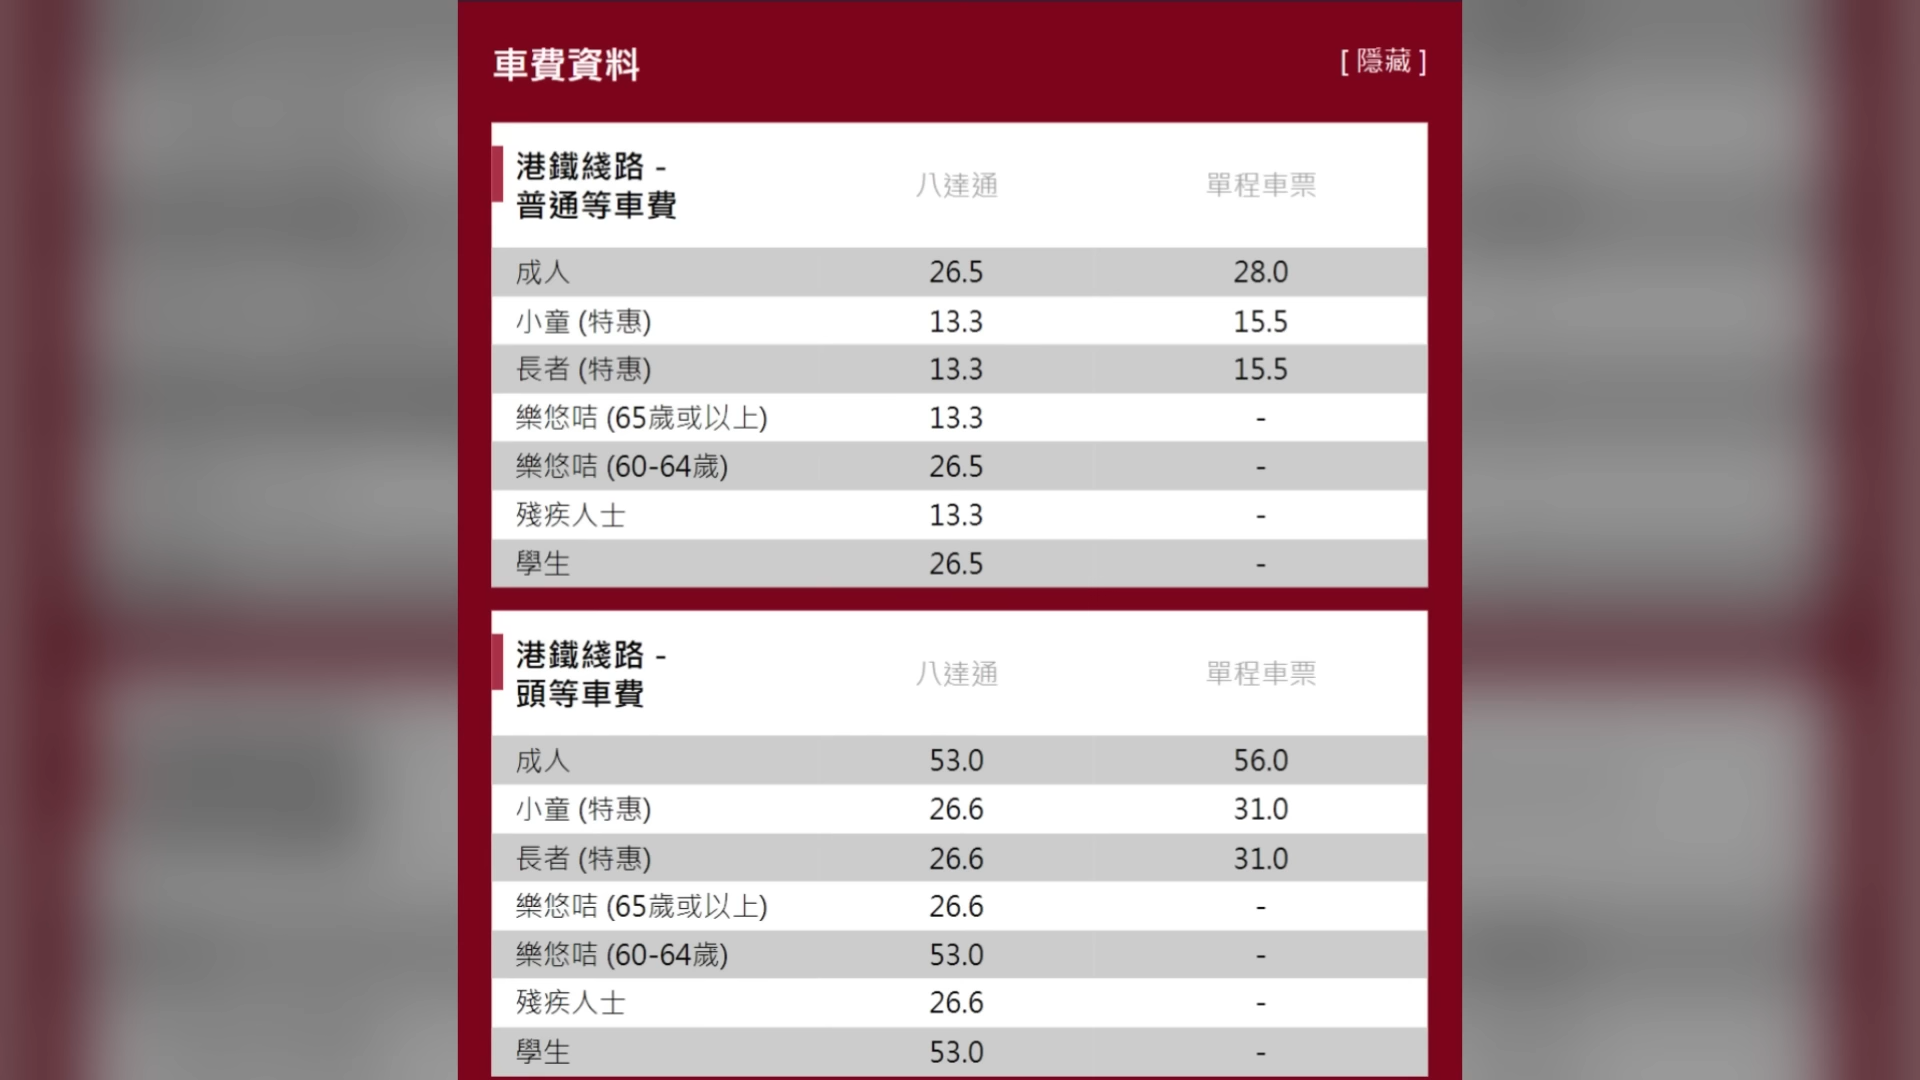 車費資料 [ 隱藏 ]
港鐵綫路 -
普通等車費 八達通 單程車票
成人 26.5 28.0
小童 (特惠) 13.3 15.5
長者 (特惠) 13.3 15.5
樂悠咭 (65歲或以上) 13.3 -
樂悠咭 (60-64歲) 26.5 -
殘疾人士 13.3 -
學生 26.5 -
港鐵綫路 -
頭等車費 八達通 單程車票
成人 53.0 56.0
小童 (特惠) 26.6 31.0
長者 (特惠) 26.6 31.0
樂悠咭 (65歲或以上) 26.6 -
樂悠咭 (60-64歲) 53.0 -
殘疾人士 26.6 -
學生 53.0 -